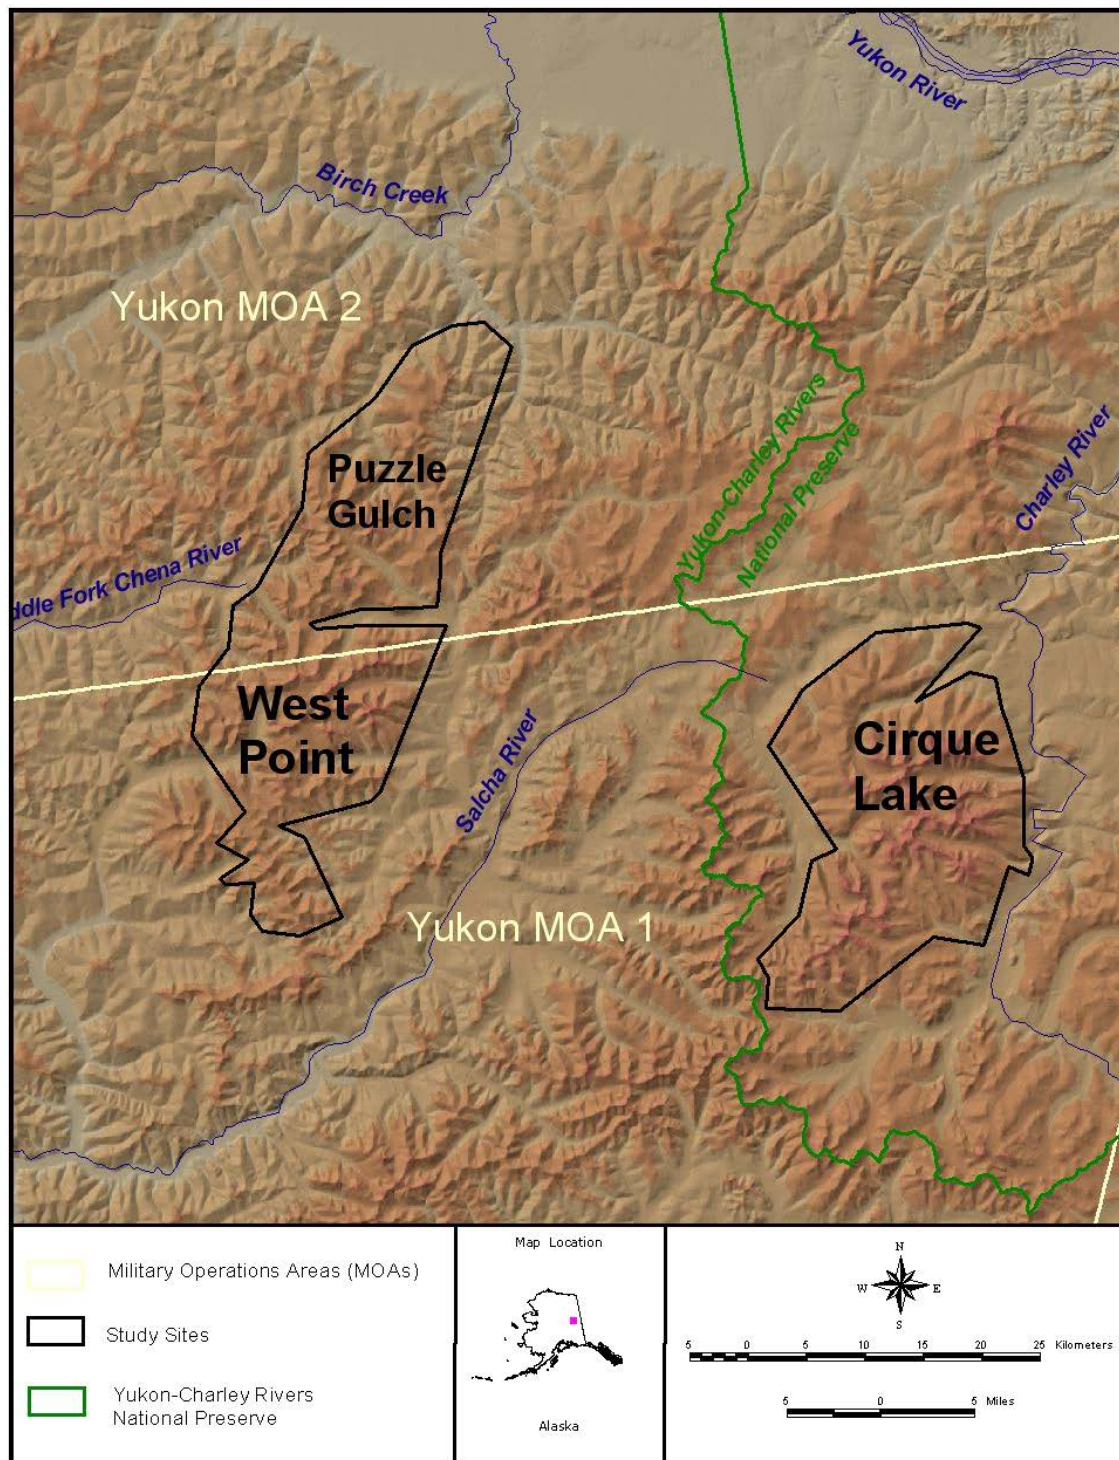 Yukon River
Birch Creek
Yukon MOA 2
Yukon-Charley Rivers
National Preserve
Charley River
Puzzle
Gulch
ddle Fork Chena River
West
Point
Salcha River
Cirque
Lake
Yukon MOA 1
Military Operations Areas (MOAs)
Study Sites
Yukon-Charley Rivers
National Preserve
Map Location
Alaska
N
W E
S
5 0 5 10 15 20 25 Kilometers
5 0 5 Miles